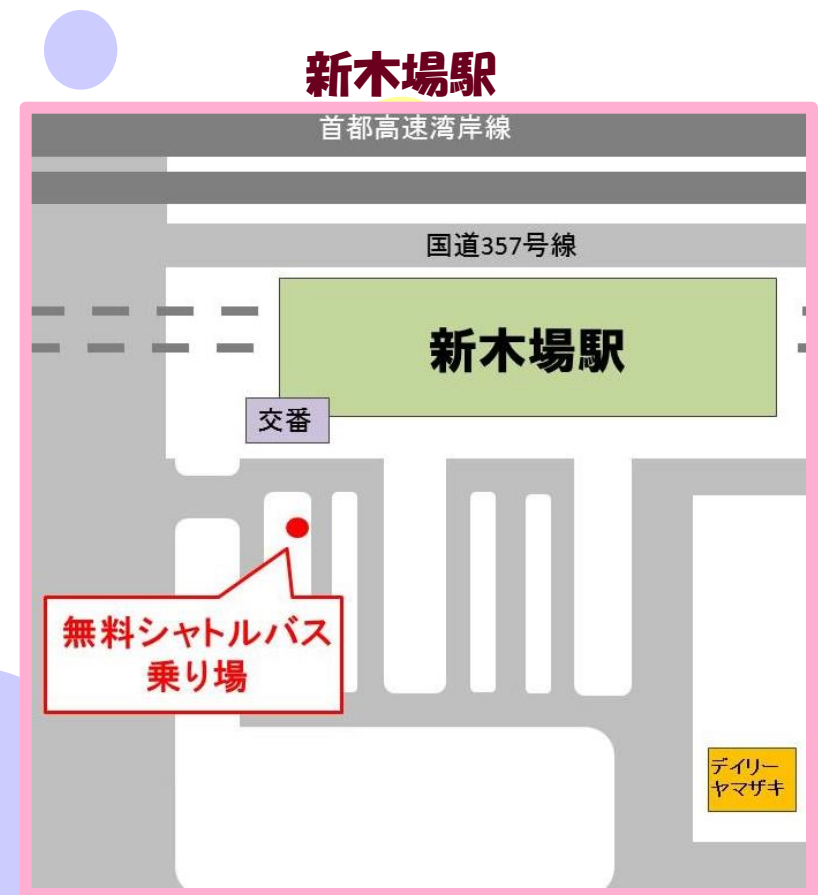 新木場駅
首都高速湾岸線
国道357号線
新木場駅
交番
無料シャトルバス
乗り場
デイリー
ヤマザキ